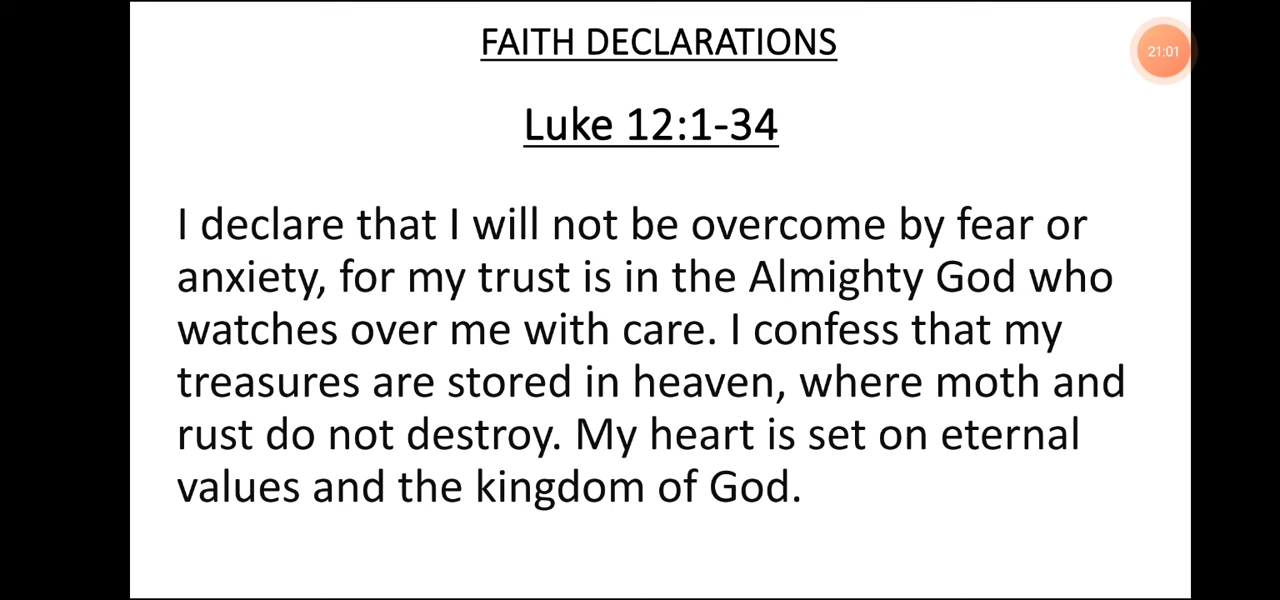 FAITH DECLARATIONS
21:01
Luke 12:1-34
I declare that I will not be overcome by fear or
anxiety, for my trust is in the Almighty God who
watches over me with care. I confess that my
treasures are stored in heaven, where moth and
rust do not destroy. My heart is set on eternal
values and the kingdom of God.